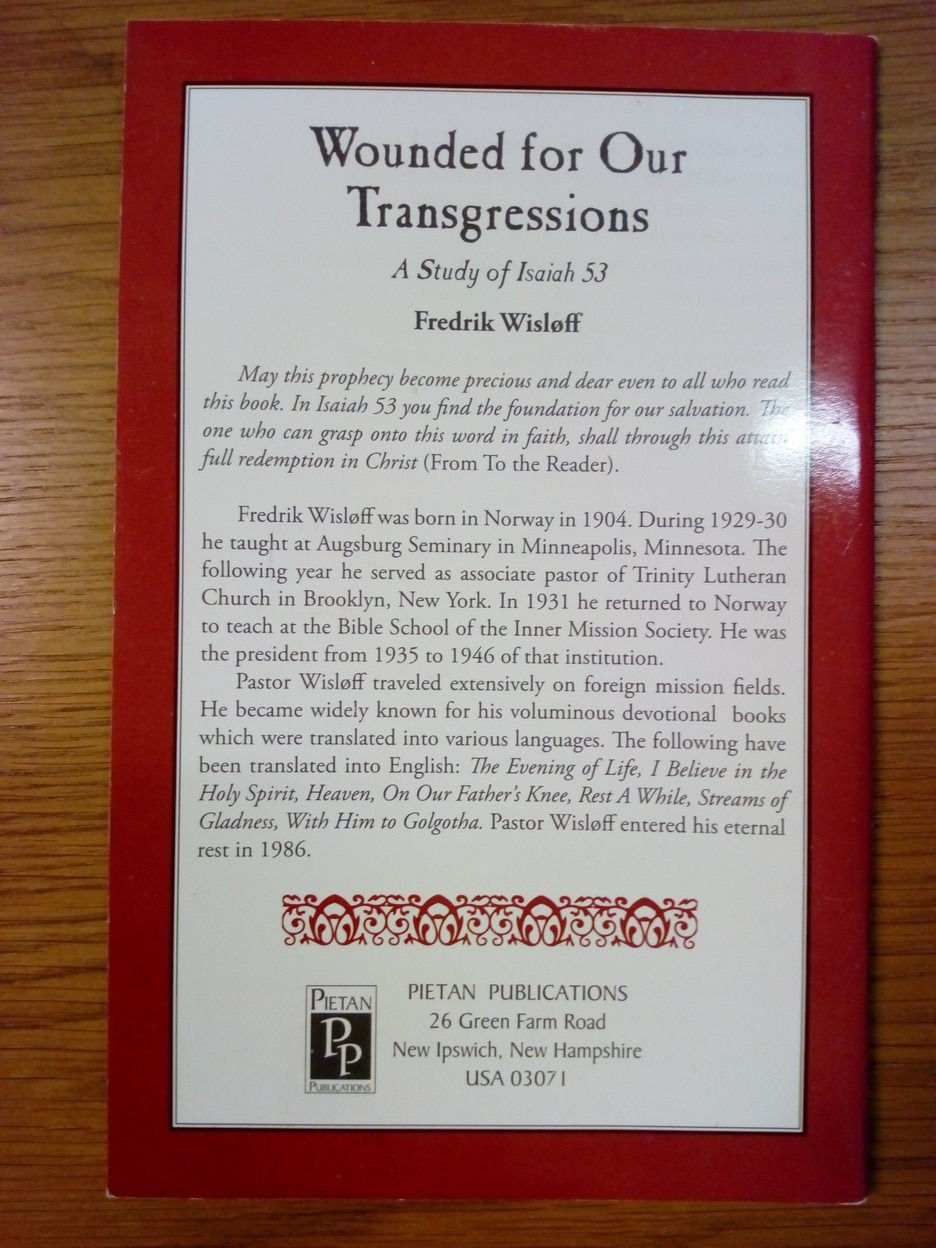 Wounded for Our
Transgressions
A Study of Isaiah 53
Fredrik Wisløff
May this prophecy become precious and dear even to all who read
this book. In Isaiah 53 you find the foundation for our salvation. The
one who can grasp onto this word in faith, shall through this attain
full redemption in Christ (From To the Reader).
Fredrik Wisløff was born in Norway in 1904. During 1929-30
he taught at Augsburg Seminary in Minneapolis, Minnesota. The
following year he served as associate pastor of Trinity Lutheran
Church in Brooklyn, New York. In 1931 he returned to Norway
to teach at the Bible School of the Inner Mission Society. He was
the president from 1935 to 1946 of that institution.
Pastor Wisløff traveled extensively on foreign mission fields.
He became widely known for his voluminous devotional books
which were translated into various languages. The following have
been translated into English: The Evening of Life, I Believe in the
Holy Spirit, Heaven, On Our Father's Knee, Rest A While, Streams of
Gladness, With Him to Golgotha. Pastor Wisløff entered his eternal
rest in 1986.
PIETAN
PP
PUBLICATIONS
PIETAN PUBLICATIONS
26 Green Farm Road
New Ipswich, New Hampshire
USA 03071